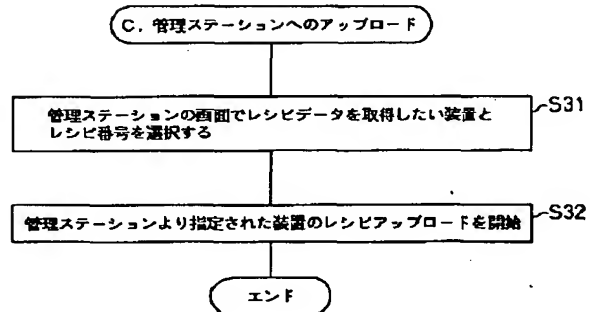 C. 管理ステーションへのアップロード
管理ステーションの画面でレシピデータを取得したい装置と
レシピ番号を選択する
S31
管理ステーションより指定された装置のレシピアップロードを開始
S32
エンド